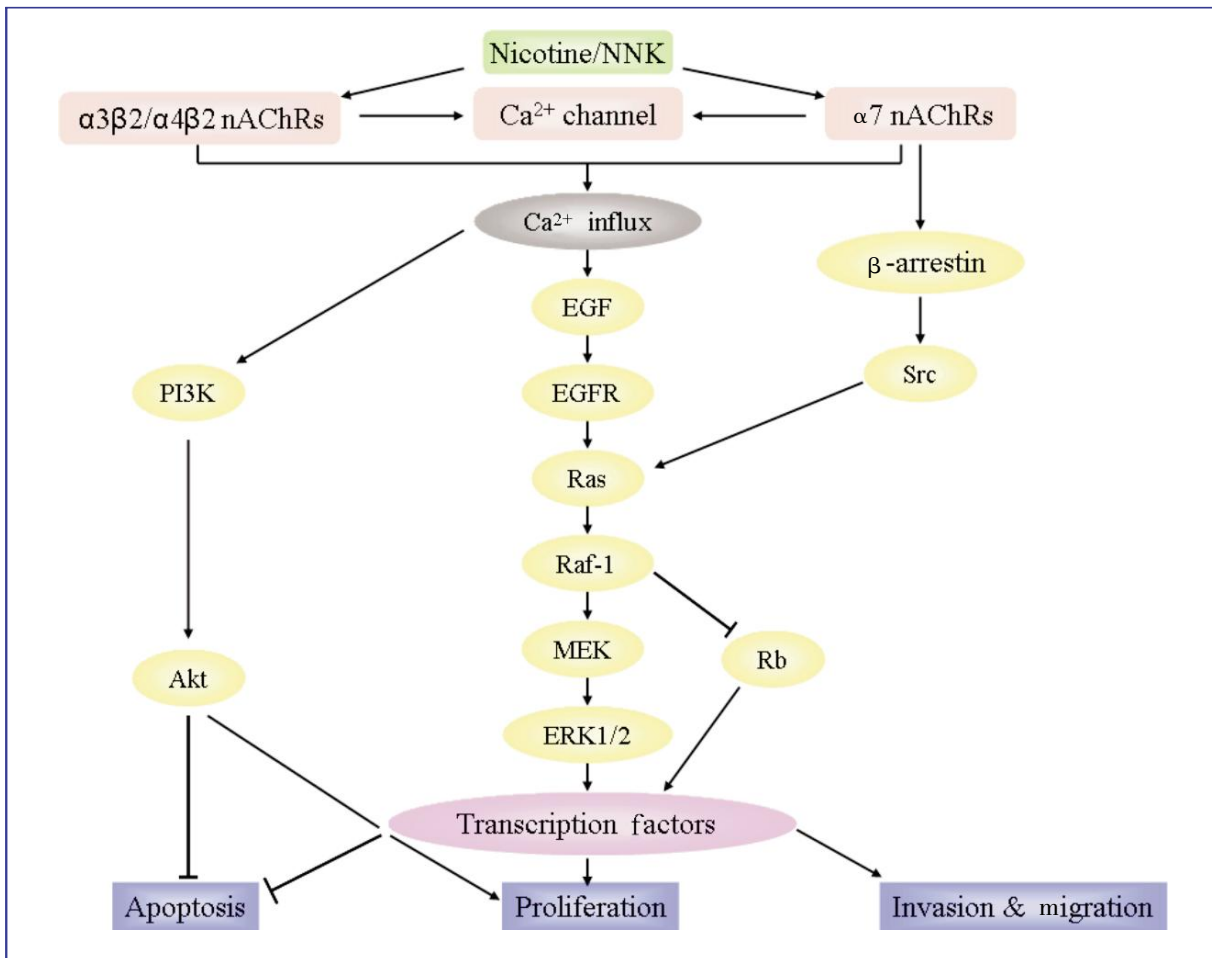 Nicotine/NNK
α3β2/α4β2 nAChRs
Ca²⁺ channel
α7 nAChRs
Ca²⁺ influx
β-arrestin
EGF
PI3K
EGFR
Src
Ras
Raf-1
MEK
Rb
Akt
ERK1/2
Transcription factors
Apoptosis
Proliferation
Invasion & migration